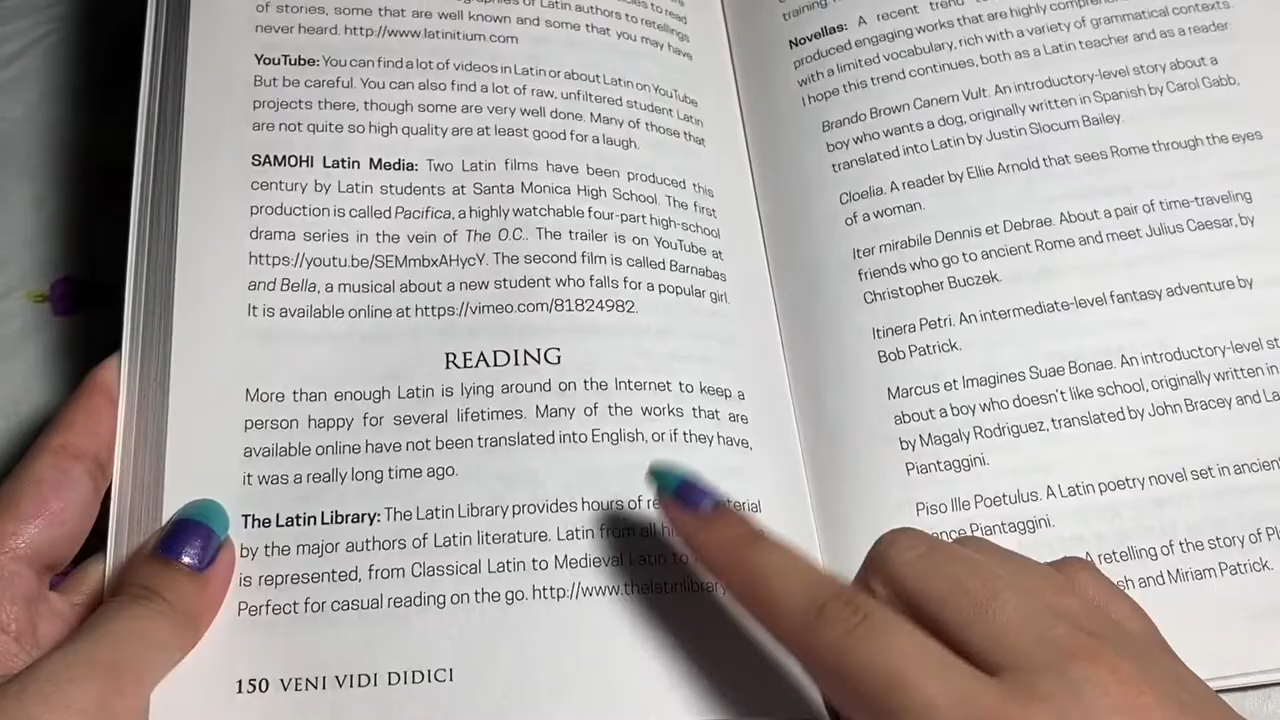 of Latin authors to retellings
of stories, some that are well known and some that you may have
never heard. http://www.latinitium.com
YouTube: You can find a lot of videos in Latin or about Latin on YouTube
But be careful. You can also find a lot of raw, unfiltered student Latin
projects there, though some are very well done. Many of those that
are not quite so high quality are at least good for a laugh.
SAMOHI Latin Media: Two Latin films have been produced this
century by Latin students at Santa Monica High School. The first
production is called Pacifica, a highly watchable four-part high-school
drama series in the vein of The O.C.. The trailer is on YouTube at
https://youtu.be/SEMmbxAHycY. The second film is called Barnabas
and Bella, a musical about a new student who falls for a popular girl.
It is available online at https://vimeo.com/81824982.
READING
More than enough Latin is lying around on the Internet to keep a
person happy for several lifetimes. Many of the works that are
available online have not been translated into English, or if they have,
it was a really long time ago.
The Latin Library: The Latin Library provides hours of
by the major authors of Latin literature. Latin from all
is represented, from Classical Latin to Medieval Latin to
Perfect for casual reading on the go. http://www.thelatinlibrary
150 VENI VIDI DIDICI
training
Novellas: A recent trend
produced engaging works that are highly
with a limited vocabulary, rich with a variety of grammatical contexts.
I hope this trend continues, both as a Latin teacher and as a reader:
Brando Brown Canem Vult. An introductory-level story about a
boy who wants a dog, originally written in Spanish by Carol Gabb,
translated into Latin by Justin Slocum Bailey.
Cloelia. A reader by Ellie Arnold that sees Rome through the eyes
of a woman.
Iter mirabile Dennis et Debrae. About a pair of time-traveling
friends who go to ancient Rome and meet Julius Caesar, by
Christopher Buczek.
Itinera Petri. An intermediate-level fantasy adventure by
Bob Patrick.
Marcus et Imagines Suae Bonae. An introductory-level
about a boy who doesn't like school, originally written in
by Magaly Rodriguez, translated by John Bracey and
Piantaggini.
Piso Ille Poetulus. A Latin poetry novel set in
Piantaggini.
A retelling of the story of
and Miriam Patrick.